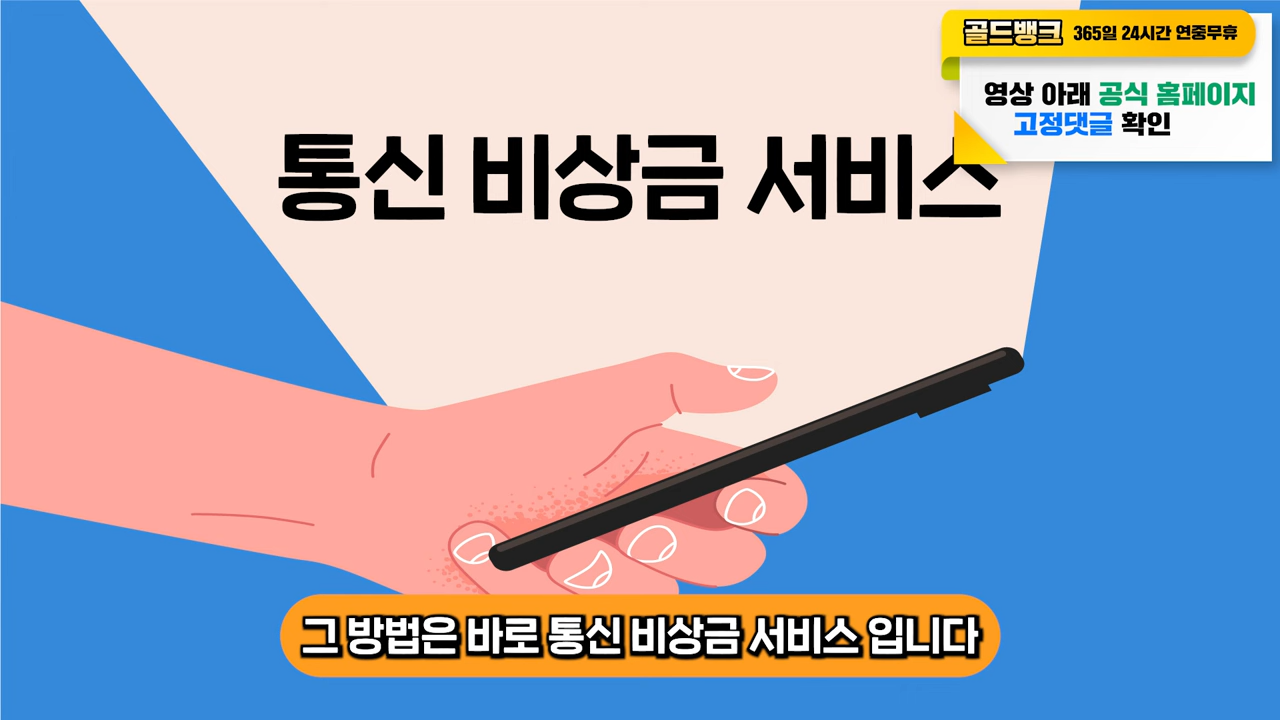 골드뱅크 365일 24시간 연중무휴
영상 아래 공식 홈페이지
고정댓글 확인
통신 비상금 서비스
그 방법은 바로 통신 비상금 서비스 입니다